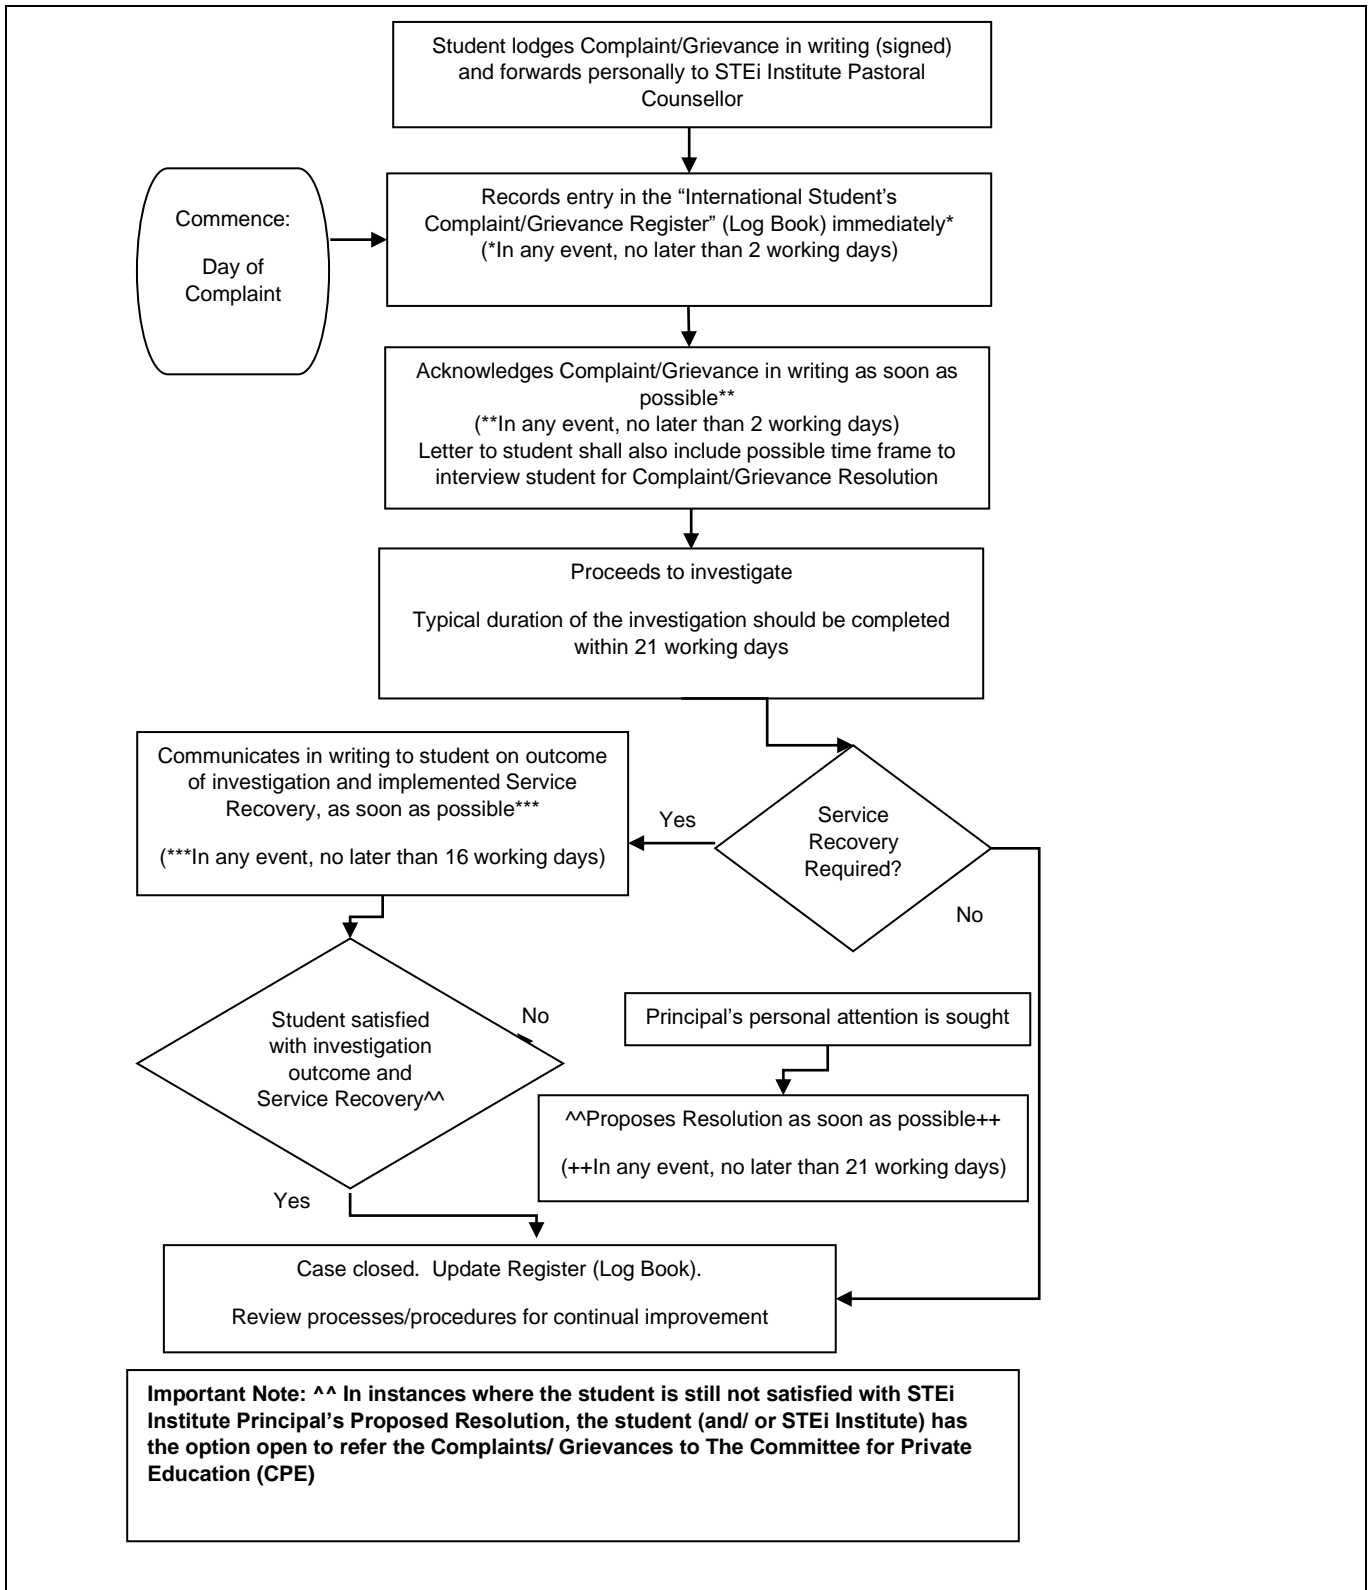 Student lodges Complaint/Grievance in writing (signed)
and forwards personally to STEi Institute Pastoral
Counsellor
Commence:
Day of
Complaint
Records entry in the “International Student’s
Complaint/Grievance Register” (Log Book) immediately*
(*In any event, no later than 2 working days)
Acknowledges Complaint/Grievance in writing as soon as
possible**
(**In any event, no later than 2 working days)
Letter to student shall also include possible time frame to
interview student for Complaint/Grievance Resolution
Proceeds to investigate
Typical duration of the investigation should be completed
within 21 working days
Communicates in writing to student on outcome
of investigation and implemented Service
Recovery, as soon as possible***
(***In any event, no later than 16 working days)
Yes
Service
Recovery
Required?
No
Student satisfied
with investigation
outcome and
Service Recovery^^
No
Principal’s personal attention is sought
^^Proposes Resolution as soon as possible++
(++In any event, no later than 21 working days)
Yes
Case closed.  Update Register (Log Book).
Review processes/procedures for continual improvement
Important Note: ^^ In instances where the student is still not satisfied with STEi
Institute Principal’s Proposed Resolution, the student (and/ or STEi Institute) has
the option open to refer the Complaints/ Grievances to The Committee for Private
Education (CPE)